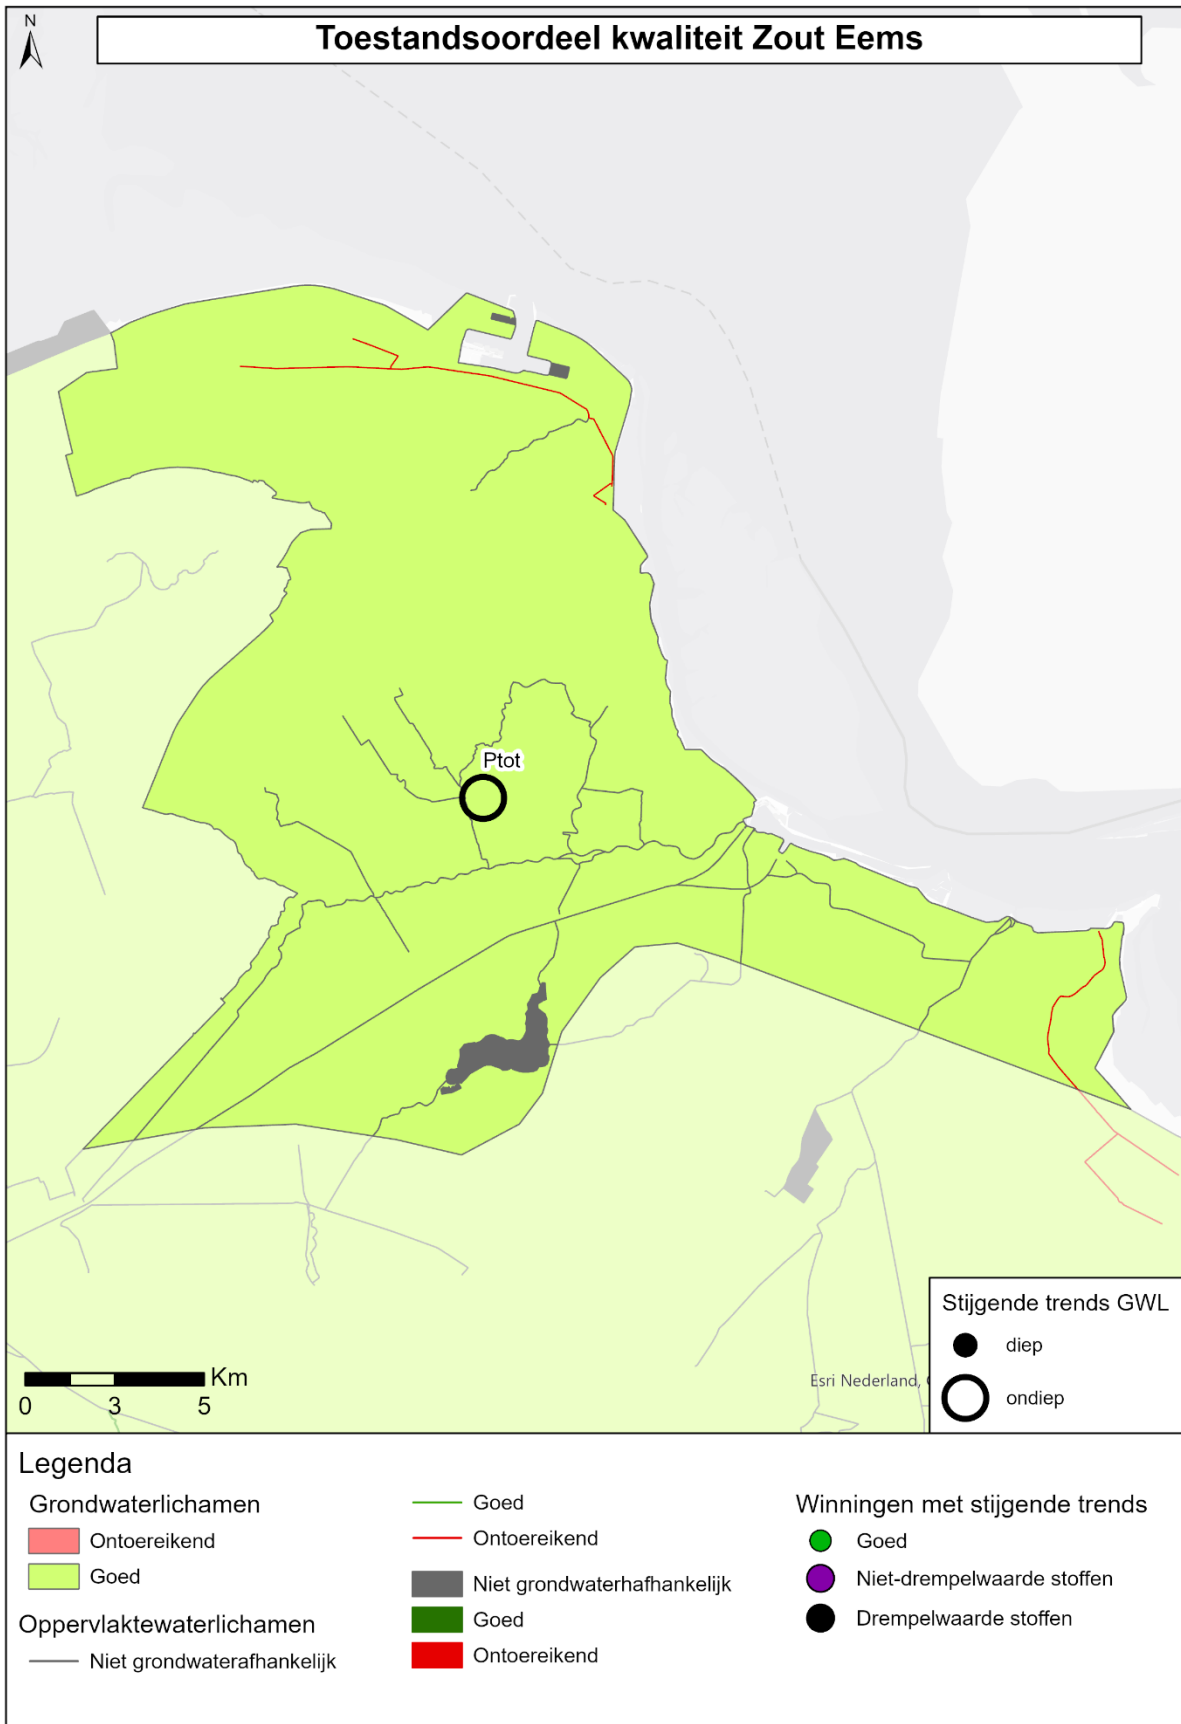 N
Toestandsoordeel kwaliteit Zout Eems
Ptot
Stijgende trends GWL
diep
ondiep
Km
0 3 5
Esri Nederland,
Legenda
Grondwaterlichamen
Ontoereikend
Goed
Oppervlaktewaterlichamen
Niet grondwaterafhankelijk
Goed
Ontoereikend
Niet grondwaterhafhankelijk
Goed
Ontoereikend
Winningen met stijgende trends
Goed
Niet-drempelwaarde stoffen
Drempelwaarde stoffen